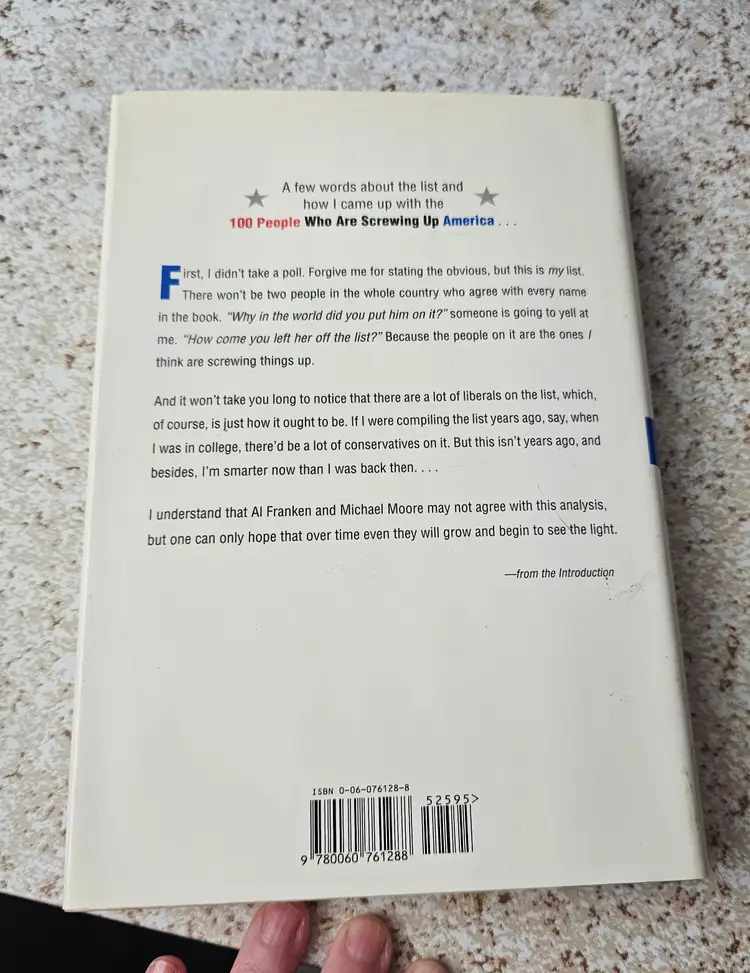 A few words about the list and
how I came up with the
100 People Who Are Screwing Up America . . .
First, I didn't take a poll. Forgive me for stating the obvious, but this is my list.
There won't be two people in the whole country who agree with every name
in the book. "Why in the world did you put him on it?" someone is going to yell at
me. "How come you left her off the list?" Because the people on it are the ones I
think are screwing things up.
And it won't take you long to notice that there are a lot of liberals on the list, which,
of course, is just how it ought to be. If I were compiling the list years ago, say, when
I was in college, there'd be a lot of conservatives on it. But this isn't years ago, and
besides, I'm smarter now than I was back then. . . .
I understand that Al Franken and Michael Moore may not agree with this analysis,
but one can only hope that over time even they will grow and begin to see the light.
—from the Introduction
ISBN 0-06-076128-8
52595>
9 780060 761288